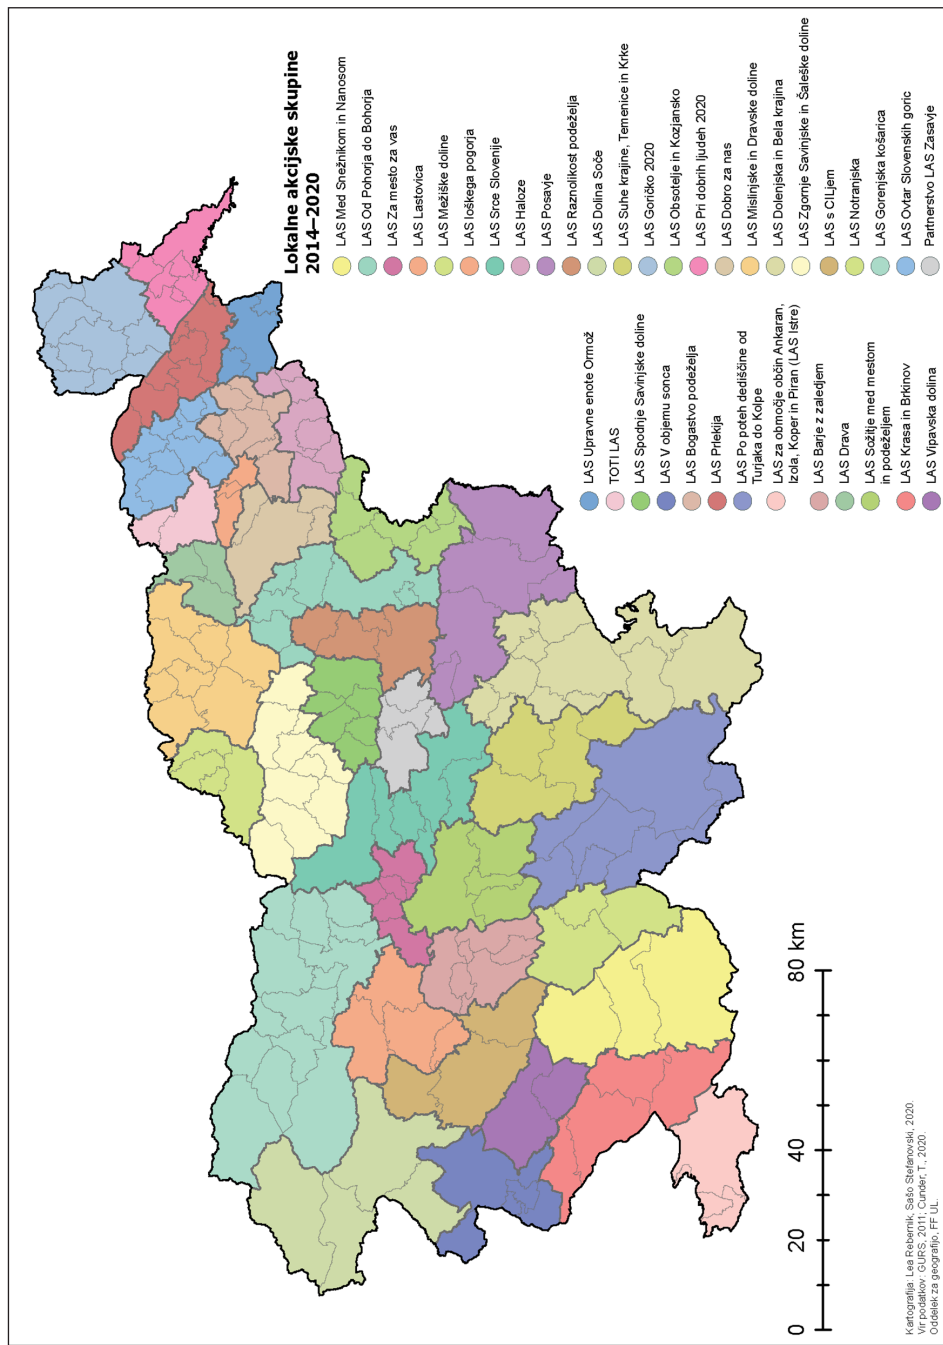 Lokalne akcijske skupine
2014–2020
LAS Med Snežnikom in Nanosom
LAS Od Pohorja do Bohorja
LAS Za mesto za vas
LAS Lastovica
LAS Mežiške doline
LAS loškega pogorja
LAS Srce Slovenije
LAS Haloze
LAS Posavje
LAS Raznolikost podeželja
LAS Dolina Soče
LAS Suhe krajine, Temenice in Krke
LAS Goričko 2020
LAS Obsotelje in Kozjansko
LAS Pri dobrih ljudeh 2020
LAS Dobro za nas
LAS Mislinjske in Dravske doline
LAS Dolenjska in Bela krajina
LAS Zgornje Savinjske in Šaleške doline
LAS s CILjem
LAS Notranjska
LAS Gorenjska košarica
LAS Ovtar Slovenskih goric
Partnerstvo LAS Zasavje
LAS Upravne enote Ormož
TOTI LAS
LAS Spodnje Savinjske doline
LAS V objemu sonca
LAS Bogastvo podeželja
LAS Prlekija
LAS Po poteh dediščine od
Turjaka do Kolpe
LAS za območje občin Ankaran,
Izola, Koper in Piran (LAS Istre)
LAS Barje z zaledjem
LAS Drava
LAS Sožitje med mestom
in podeželjem
LAS Krasa in Brkinov
LAS Vipavska dolina
0 20 40 80 km
Kartografija: Lea Rebernik, Sašo Stefanovski, 2020.
Vir podatkov: GURS, 2011; Cunder, T., 2020.
Oddelek za geografijo, FF UL.